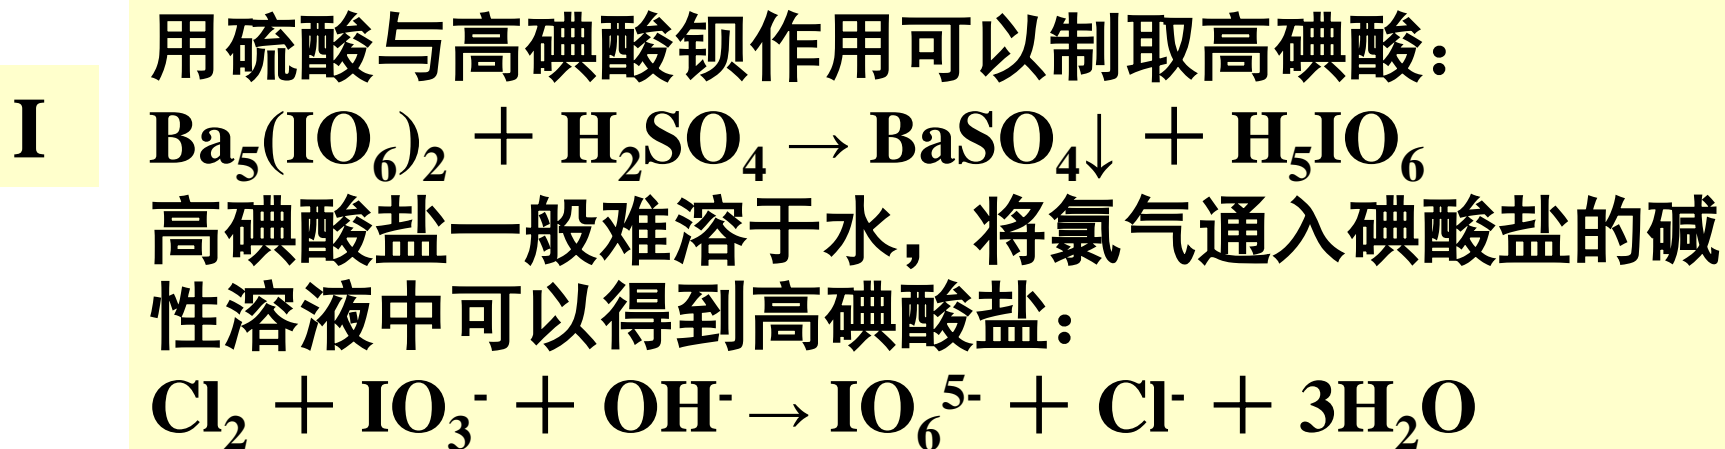 用硫酸与高碘酸钡作用可以制取高碘酸：
I
Ba₅(IO₆)₂ ＋ H₂SO₄ → BaSO₄↓ ＋ H₅IO₆
高碘酸盐一般难溶于水，将氯气通入碘酸盐的碱
性溶液中可以得到高碘酸盐：
Cl₂ ＋ IO₃⁻ ＋ OH⁻ → IO₆⁵⁻ ＋ Cl⁻ ＋ 3H₂O